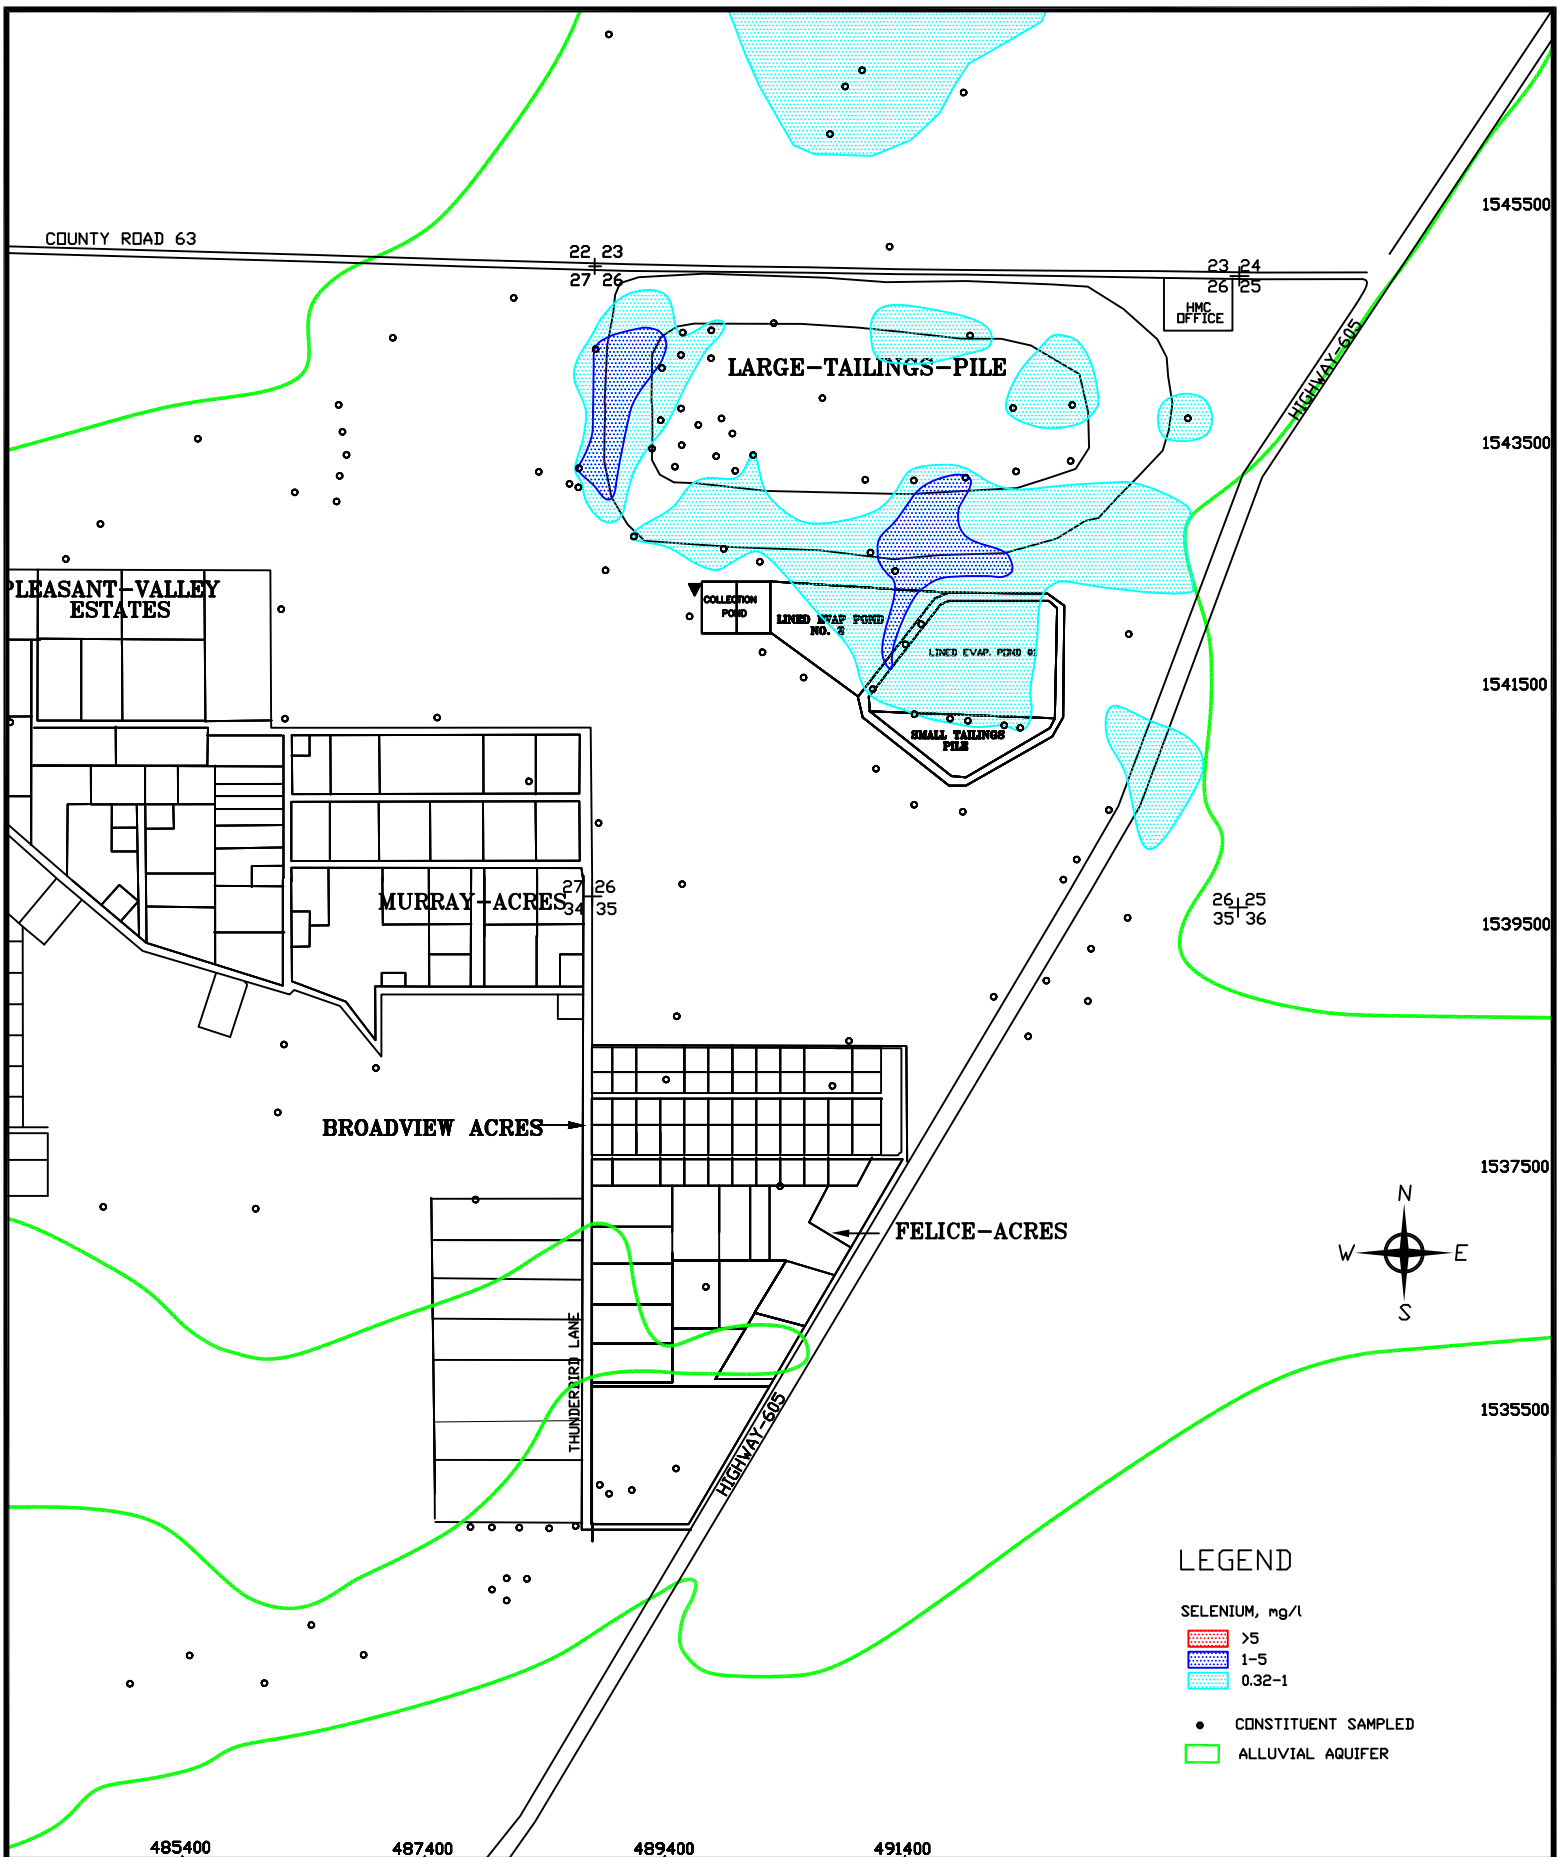 1545500
COUNTY ROAD 63
22 23
27 26
23 24
26 25
HMC
OFFICE
HIGHWAY-605
LARGE-TAILINGS-PILE
1543500
PLEASANT-VALLEY
ESTATES
COLLECTION
POND
LINED EVAP POND
NO. 2
LINED EVAP. POND #1
1541500
SMALL TAILINGS
PILE
MURRAY-ACRES
27 26
34 35
26 25
35 36
1539500
BROADVIEW ACRES
1537500
FELICE-ACRES
N
W E
S
THUNDERBIRD LANE
HIGHWAY-605
1535500
LEGEND
SELENIUM, mg/l
>5
1-5
0.32-1
CONSTITUENT SAMPLED
ALLUVIAL AQUIFER
485400
487400
489400
491400